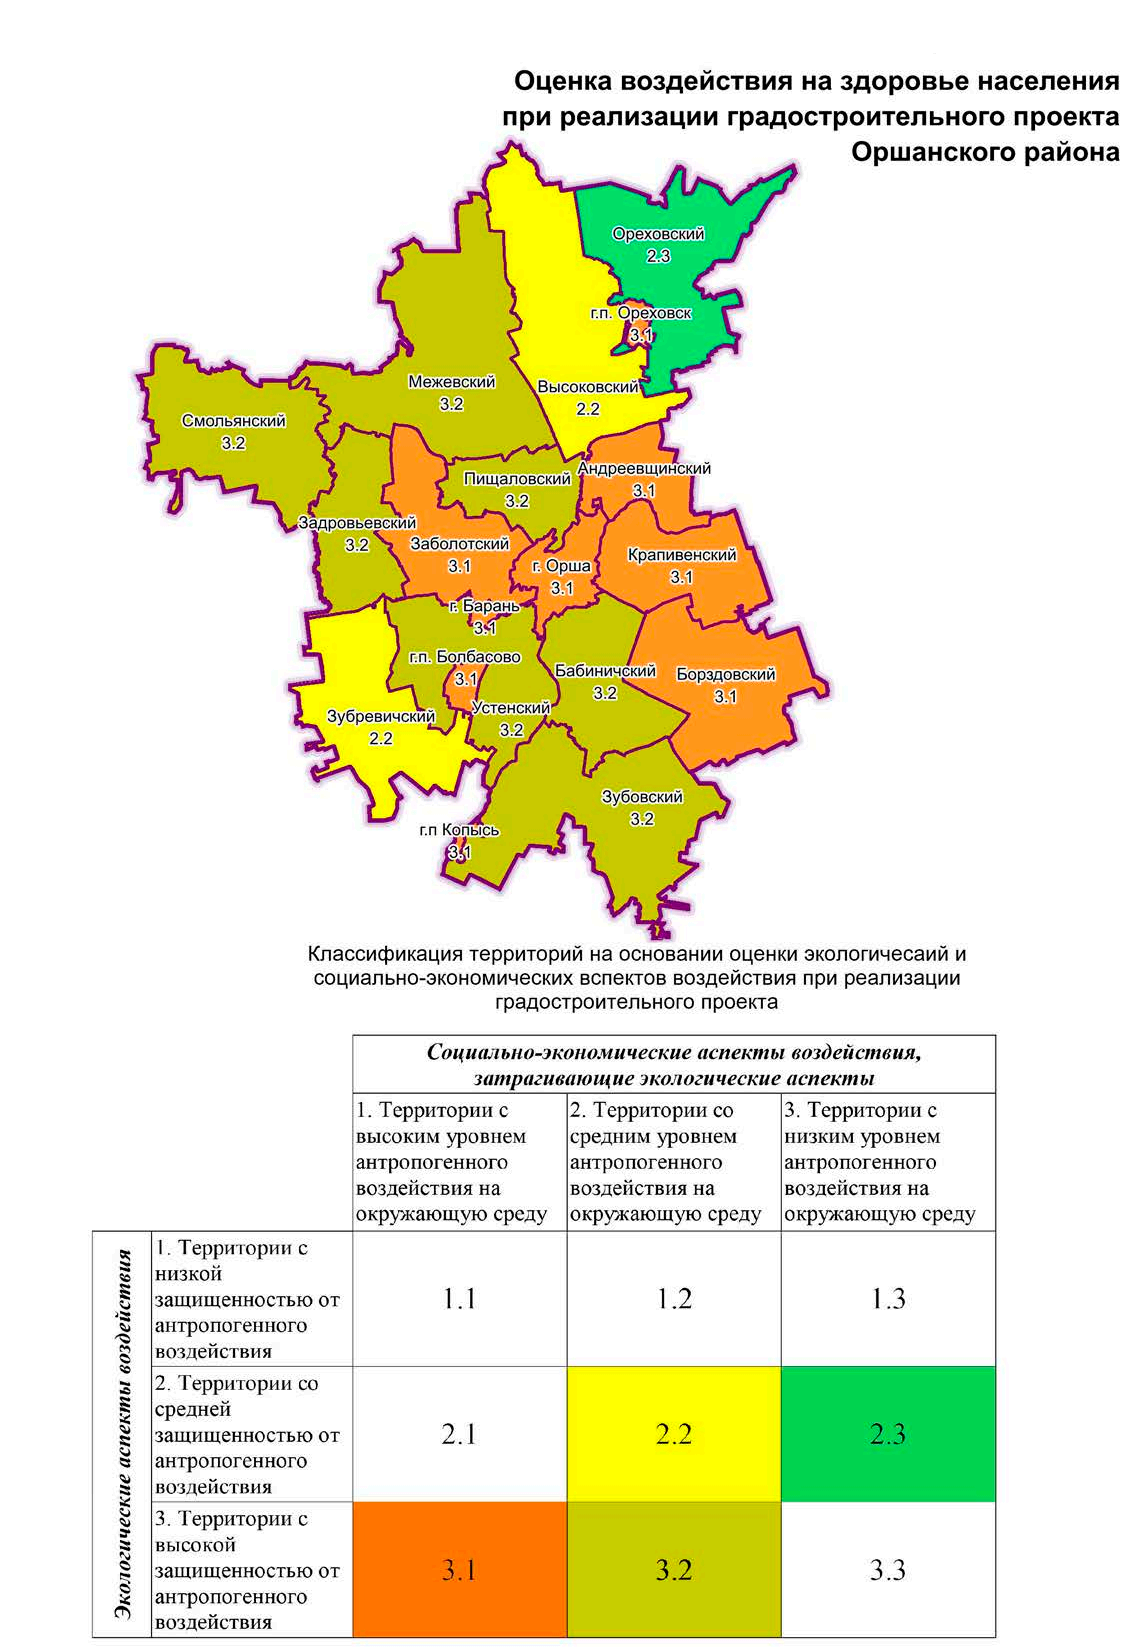 Оценка воздействия на здоровье населения
при реализации градостроительного проекта
Оршанского района
Ореховский
2.3
г.п. Ореховск
3.1
Межевский
3.2
Высоковский
2.2
Смольянский
3.2
Пищаловский
3.2
Андреевщинский
3.1
Задровьевский
3.2
Заболотский
3.1
г. Орша
3.1
Крапивенский
3.1
г. Барань
3.1
г.п. Болбасово
3.1
Бабиничский
3.2
Борздовский
3.1
Зубревичский
2.2
Устенский
3.2
Зубовский
3.2
г.п Копысь
3.1
Классификация территорий на основании оценки экологичесаий и
социально-экономических вспектов воздействия при реализации
градостроительного проекта
Социально-экономические аспекты воздействия,
затрагивающие экологические аспекты
1. Территории с
высоким уровнем
антропогенного
воздействия на
окружающую среду
2. Территории со
средним уровнем
антропогенного
воздействия на
окружающую среду
3. Территории с
низким уровнем
антропогенного
воздействия на
окружающую среду
Экологические аспекты воздействия
1. Территории с
низкой
защищенностью от
антропогенного
воздействия
1.1
1.2
1.3
2. Территории со
средней
защищенностью от
антропогенного
воздействия
2.1
2.2
2.3
3. Территории с
высокой
защищенностью от
антропогенного
воздействия
3.1
3.2
3.3